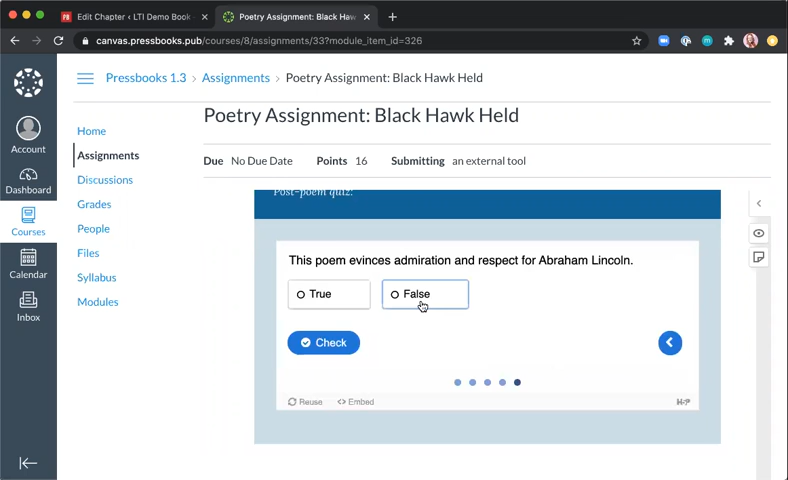 Edit Chapter ‹ LTI Demo Book
Poetry Assignment: Black Haw
canvas.pressbooks.pub/courses/8/assignments/33?module_item_id=326
Pressbooks 1.3 › Assignments › Poetry Assignment: Black Hawk Held
Poetry Assignment: Black Hawk Held
Due No Due Date Points 16 Submitting an external tool
Account
Dashboard
Courses
Calendar
Inbox
Home
Assignments
Discussions
Grades
People
Files
Syllabus
Modules
Post-poem quiz:
This poem evinces admiration and respect for Abraham Lincoln.
True False
Check
Reuse Embed H5P